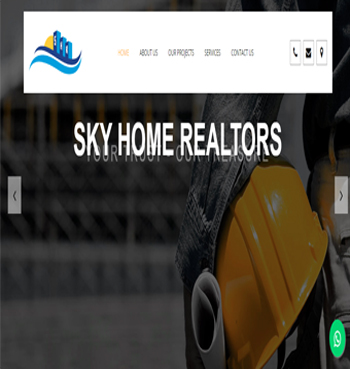 HOME ABOUT US OUR PROJECTS SERVICES CONTACT US
SKY HOME REALTORS
YOUR TRUST OUR TREASURE